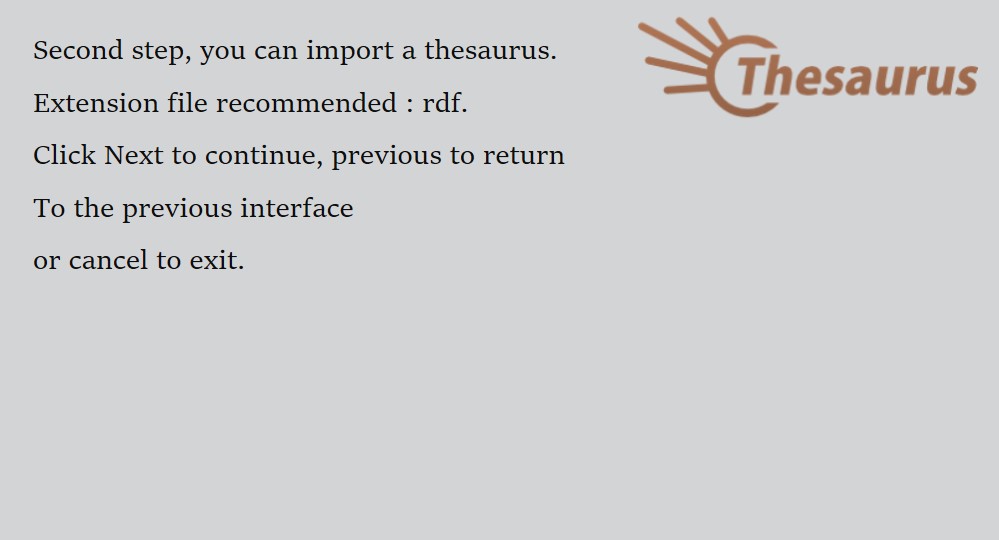 Second step, you can import a thesaurus.
Thesaurus
Extension file recommended : rdf.
Click Next to continue, previous to return
To the previous interface
or cancel to exit.